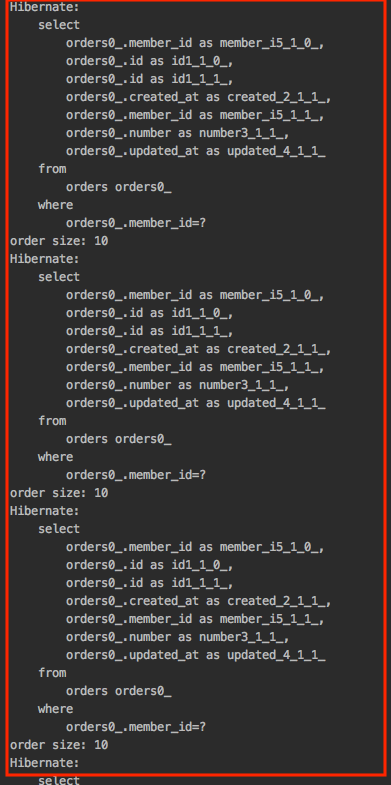 Hibernate:
    select
        orders0_.member_id as member_i5_1_0_,
        orders0_.id as id1_1_0_,
        orders0_.id as id1_1_1_,
        orders0_.created_at as created_2_1_1_,
        orders0_.member_id as member_i5_1_1_,
        orders0_.number as number3_1_1_,
        orders0_.updated_at as updated_4_1_1_
    from
        orders orders0_
    where
        orders0_.member_id=?
order size: 10
Hibernate:
    select
        orders0_.member_id as member_i5_1_0_,
        orders0_.id as id1_1_0_,
        orders0_.id as id1_1_1_,
        orders0_.created_at as created_2_1_1_,
        orders0_.member_id as member_i5_1_1_,
        orders0_.number as number3_1_1_,
        orders0_.updated_at as updated_4_1_1_
    from
        orders orders0_
    where
        orders0_.member_id=?
order size: 10
Hibernate:
    select
        orders0_.member_id as member_i5_1_0_,
        orders0_.id as id1_1_0_,
        orders0_.id as id1_1_1_,
        orders0_.created_at as created_2_1_1_,
        orders0_.member_id as member_i5_1_1_,
        orders0_.number as number3_1_1_,
        orders0_.updated_at as updated_4_1_1_
    from
        orders orders0_
    where
        orders0_.member_id=?
order size: 10
Hibernate:
    select